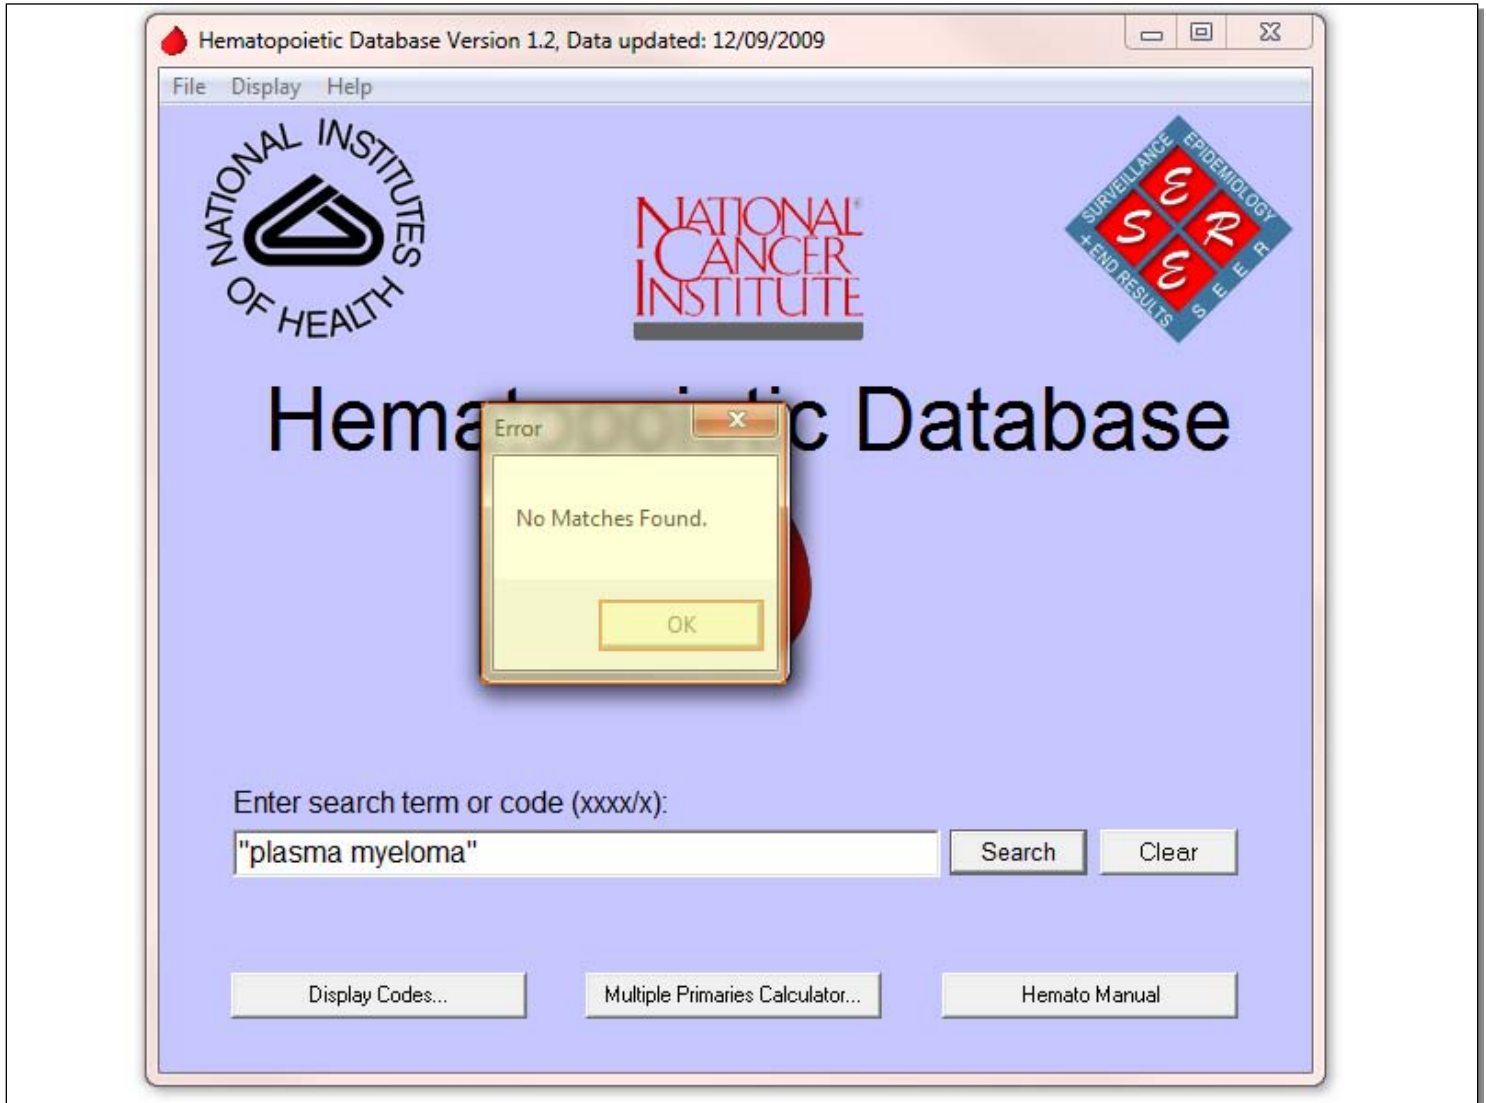 Hematopoietic Database Version 1.2, Data updated: 12/09/2009
File Display Help
NATIONAL INSTITUTES
OF HEALTH
NATIONAL
CANCER
INSTITUTE
SURVEILLANCE
EPIDEMIOLOGY
+ END RESULTS
SEER
S E R E
Hematopoietic Database
Error
No Matches Found.
OK
Enter search term or code (xxxx/x):
"plasma myeloma"
Search
Clear
Display Codes...
Multiple Primaries Calculator...
Hemato Manual